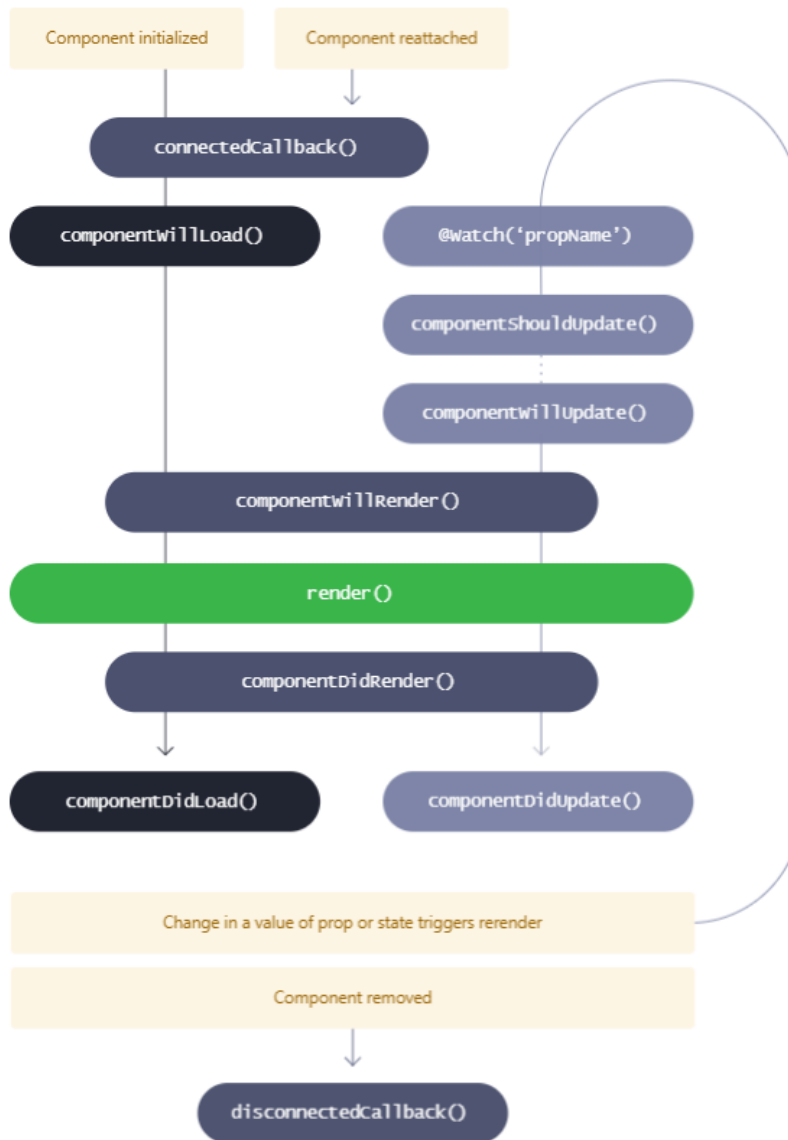 Component initialized
Component reattached
connectedCallback()
componentWillLoad()
@Watch(‘propName’)
componentShouldUpdate()
componentWillUpdate()
componentWillRender()
render()
componentDidRender()
componentDidLoad()
componentDidUpdate()
Change in a value of prop or state triggers rerender
Component removed
disconnectedCallback()